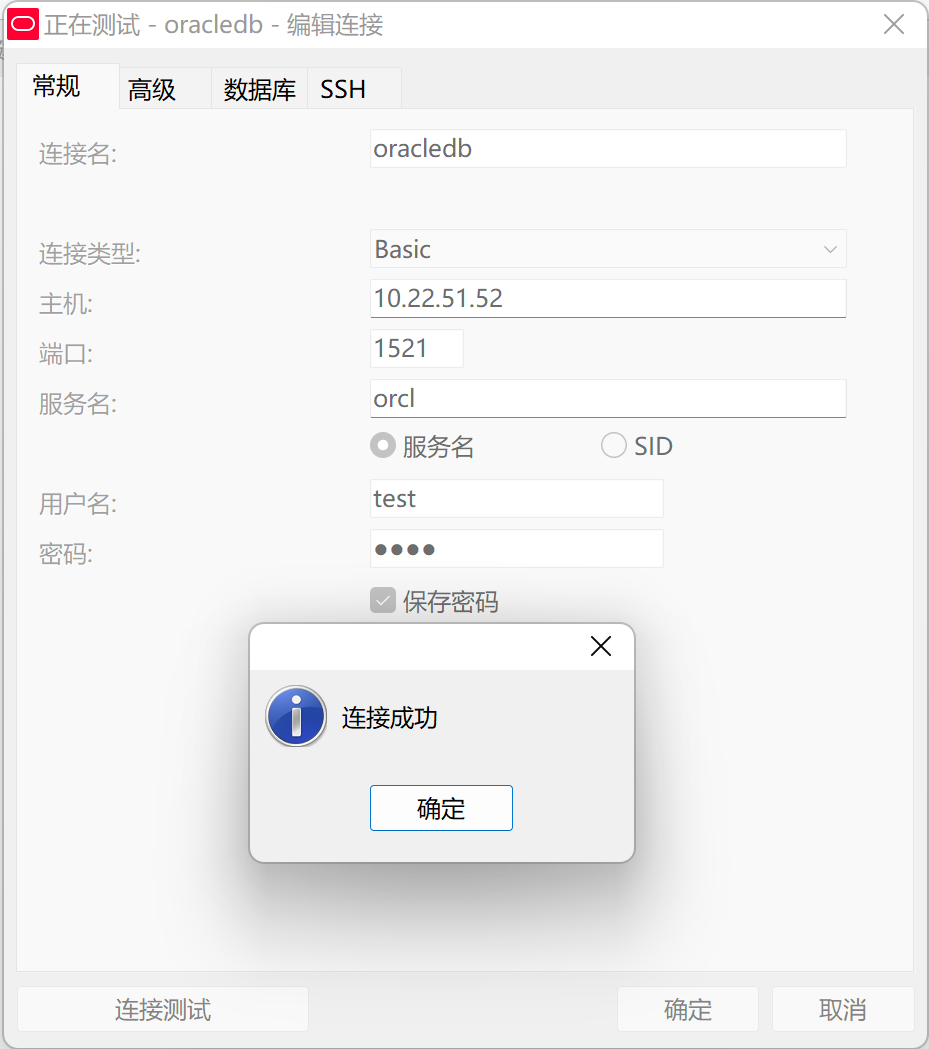 正在测试 - oracledb - 编辑连接
常规 高级 数据库 SSH
连接名: oracledb
连接类型: Basic
主机: 10.22.51.52
端口: 1521
服务名: orcl
服务名 SID
用户名: test
密码: ●●●●
保存密码
连接成功
确定
连接测试 确定 取消